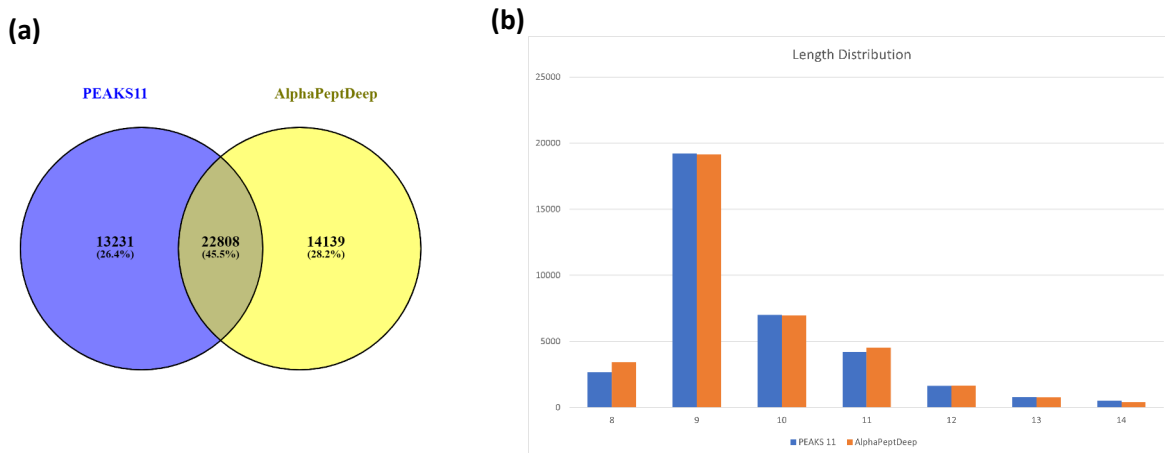 (a)
PEAKS11
AlphaPeptDeep
13231
(26.4%)
22808
(45.5%)
14139
(28.2%)
(b)
Length Distribution
25000
20000
15000
10000
5000
0
8 9 10 11 12 13 14
PEAKS 11 AlphaPeptDeep